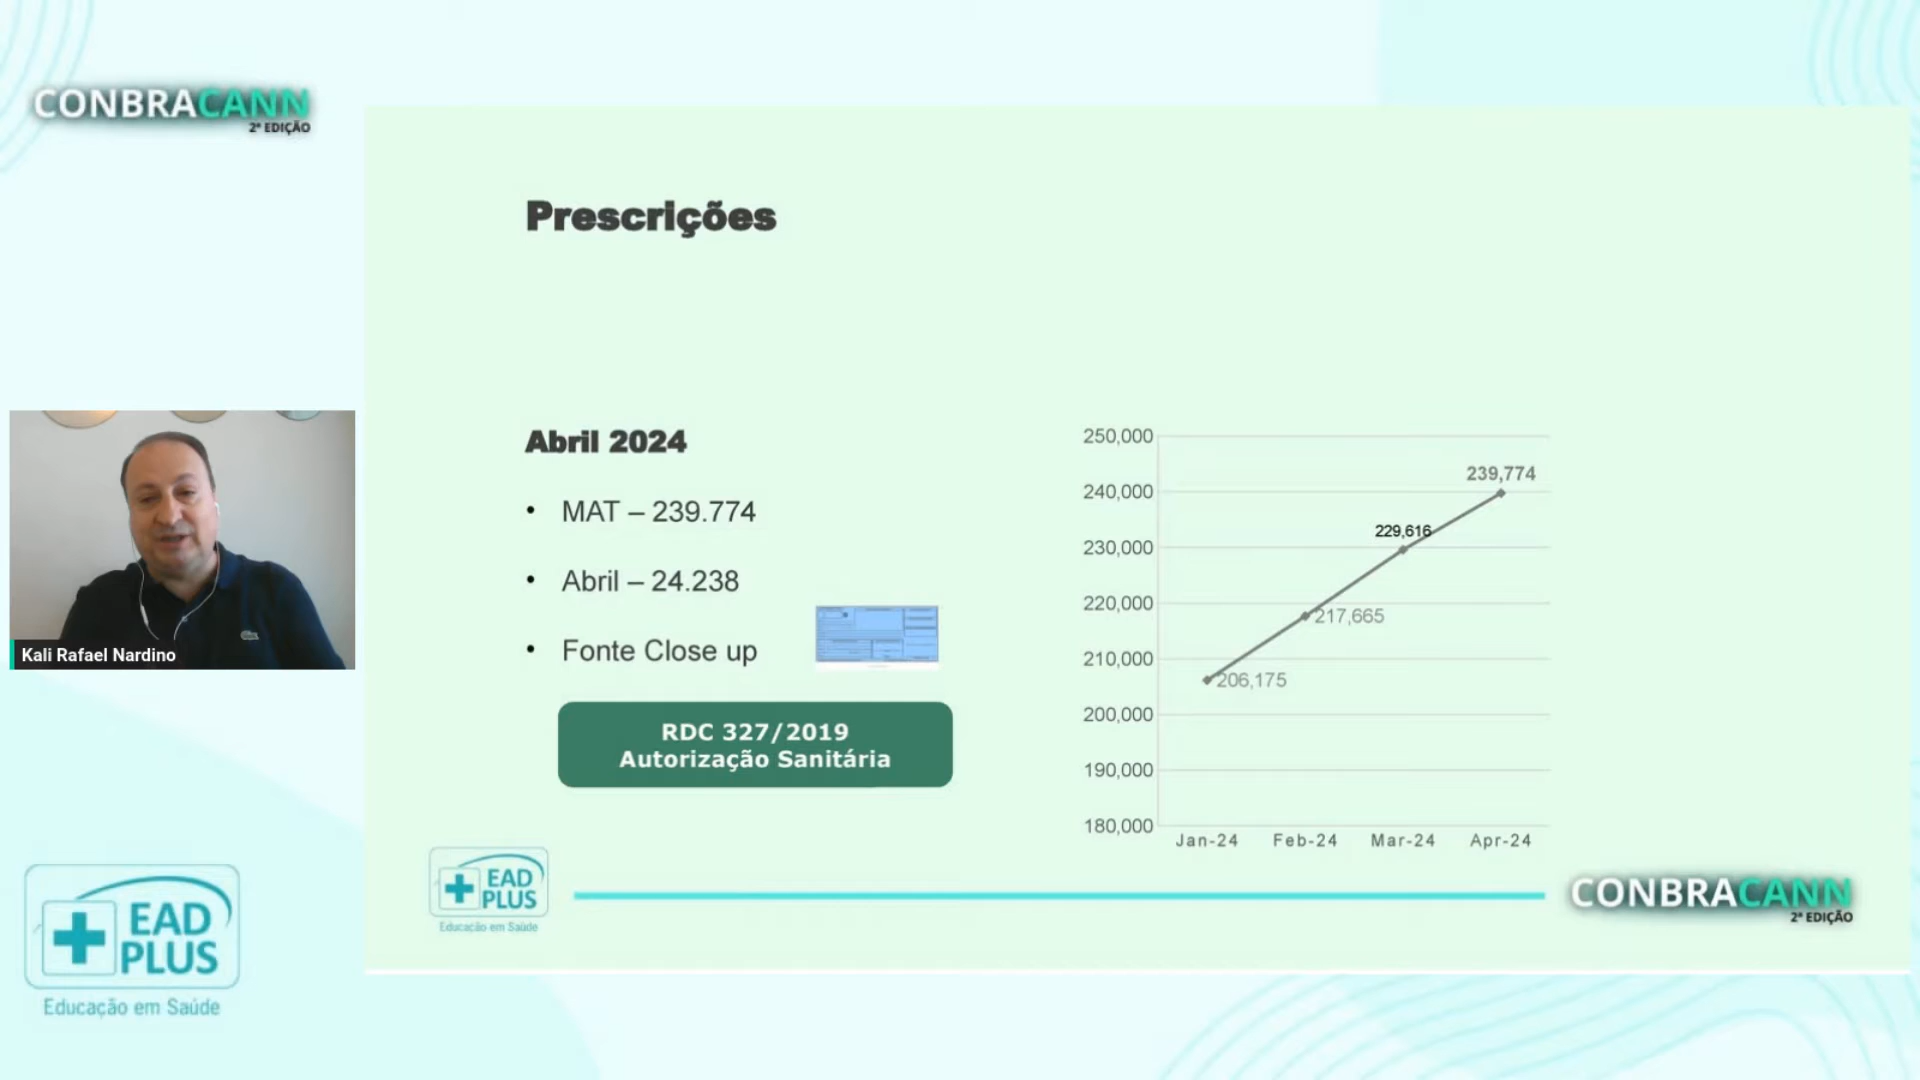 CONBRACANN
2ª EDIÇÃO
Prescrições
Abril 2024
• MAT – 239.774
• Abril – 24.238
• Fonte Close up
RDC 327/2019
Autorização Sanitária
250,000
240,000
230,000
220,000
210,000
200,000
190,000
180,000
239,774
229,616
217,665
206,175
Jan-24 Feb-24 Mar-24 Apr-24
Kali Rafael Nardino
EAD
PLUS
Educação em Saúde
CONBRACANN
2ª EDIÇÃO
EAD
PLUS
Educação em Saúde